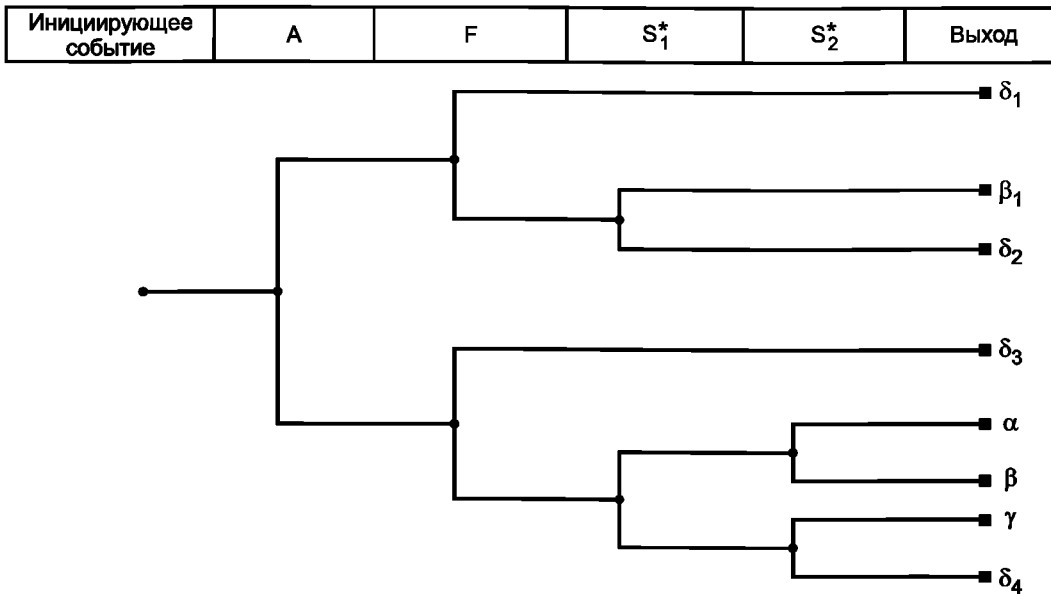 Инициирующее событие A F S₁* S₂* Выход
δ₁
β₁
δ₂
δ₃
α
β
γ
δ₄